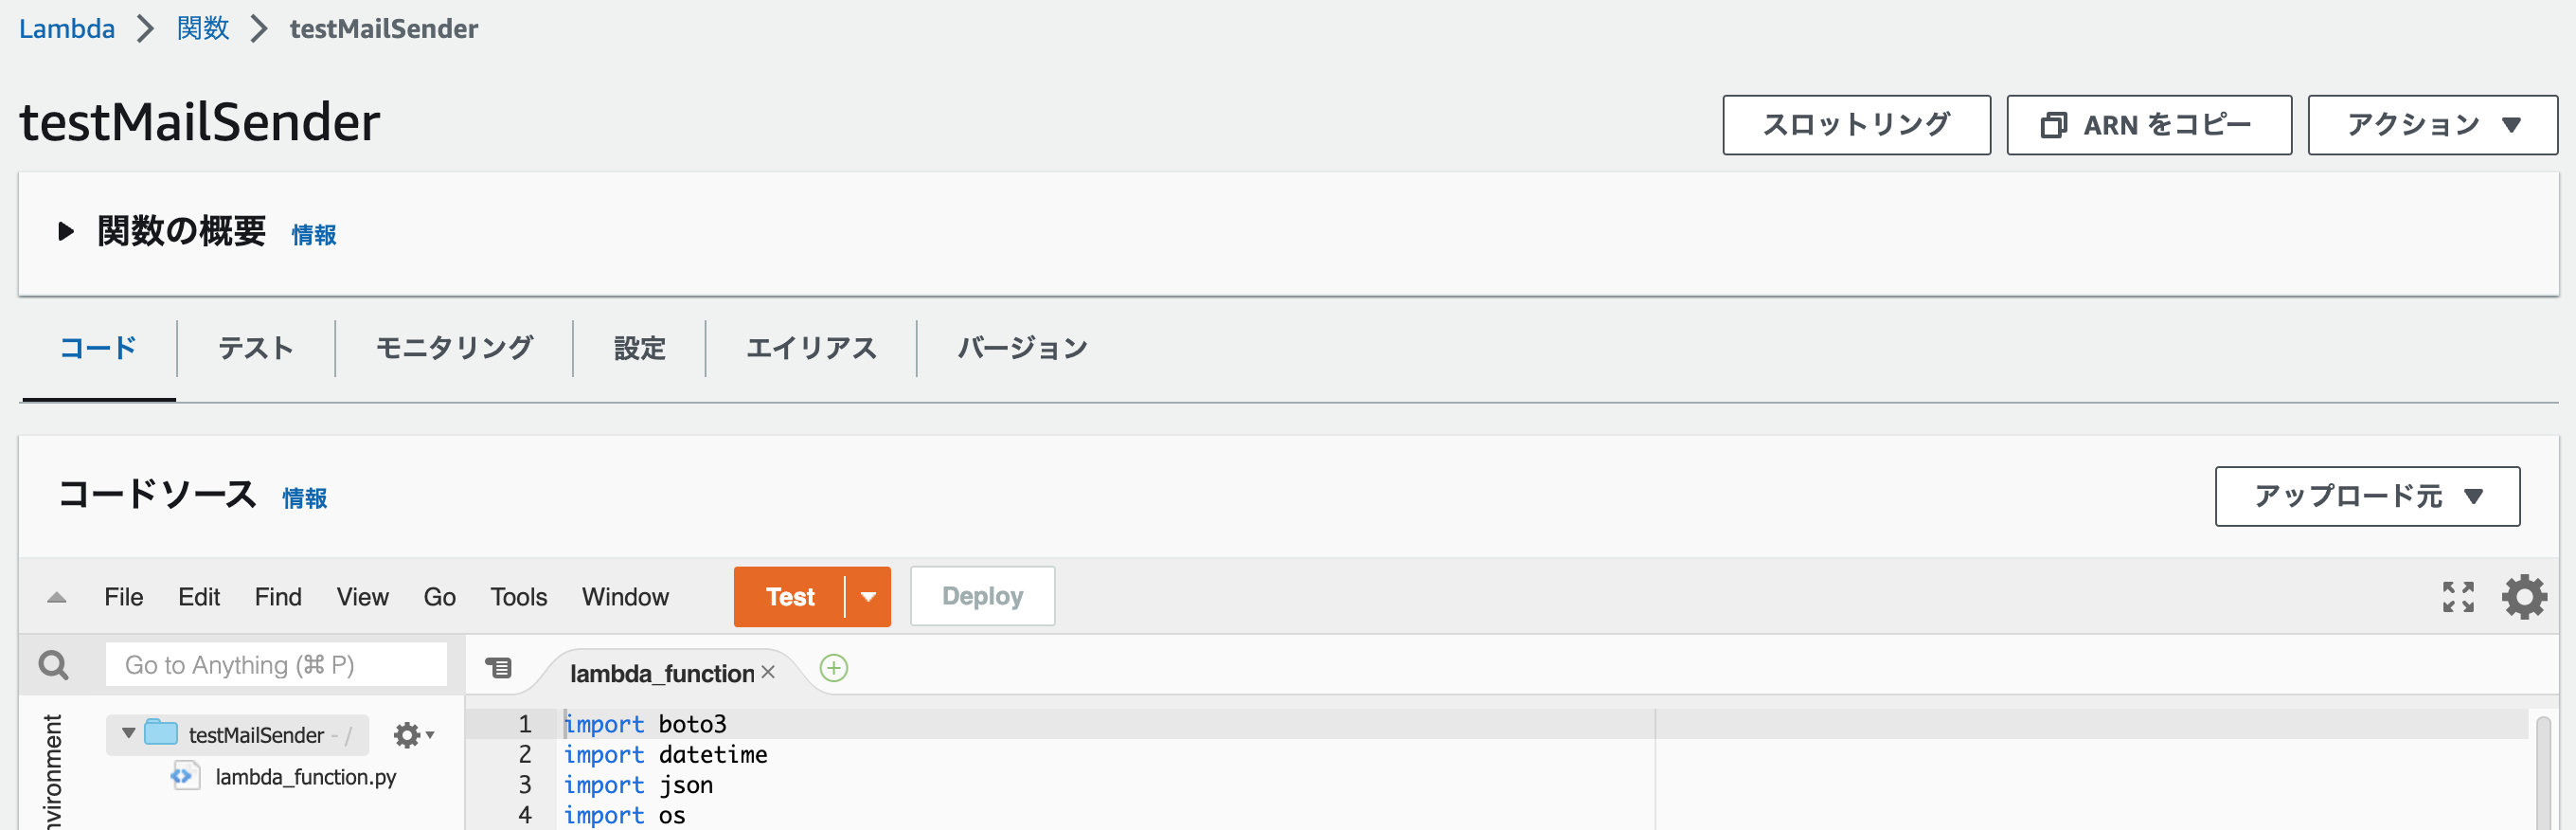 Lambda > 関数 > testMailSender
testMailSender
スロットリング
ARN をコピー
アクション ▼
▶ 関数の概要 情報
コード
テスト
モニタリング
設定
エイリアス
バージョン
コードソース 情報
アップロード元 ▼
File Edit Find View Go Tools Window
Test
Deploy
Go to Anything (⌘ P)
lambda_function ×
testMailSender - /
lambda_function.py
1 import boto3
2 import datetime
3 import json
4 import os